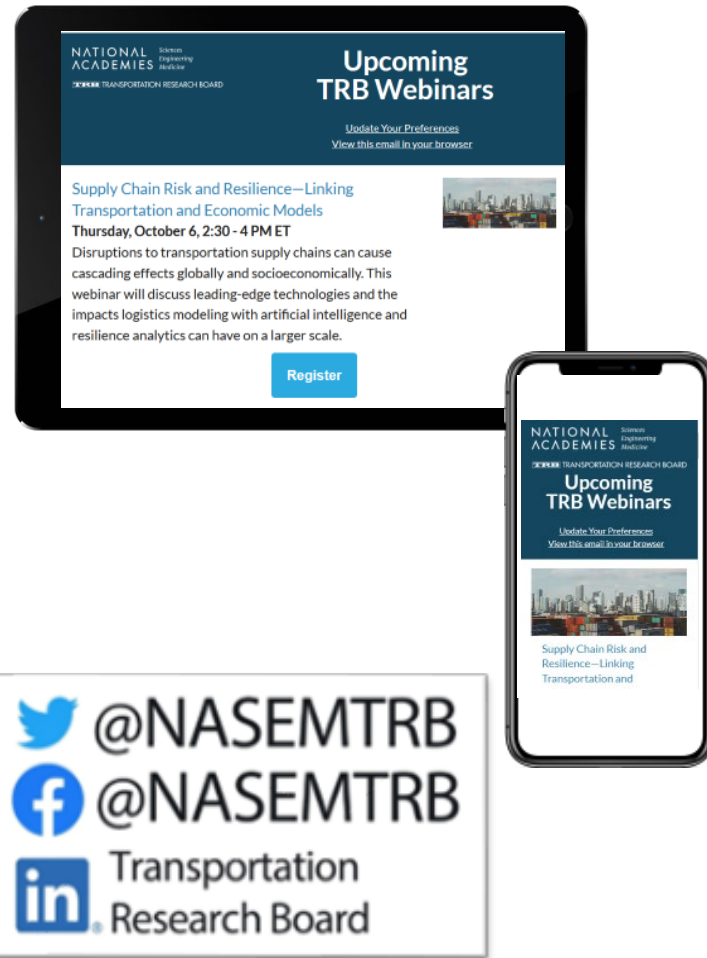 NATIONAL
ACADEMIES
Sciences
Engineering
Medicine
TRB TRANSPORTATION RESEARCH BOARD
Upcoming
TRB Webinars
Update Your Preferences
View this email in your browser
Supply Chain Risk and Resilience—Linking
Transportation and Economic Models
Thursday, October 6, 2:30 - 4 PM ET
Disruptions to transportation supply chains can cause
cascading effects globally and socioeconomically. This
webinar will discuss leading-edge technologies and the
impacts logistics modeling with artificial intelligence and
resilience analytics can have on a larger scale.
Register
NATIONAL
ACADEMIES
Sciences
Engineering
Medicine
TRB TRANSPORTATION RESEARCH BOARD
Upcoming
TRB Webinars
Update Your Preferences
View this email in your browser
Supply Chain Risk and
Resilience—Linking
Transportation and
@NASEMTRB
@NASEMTRB
in®
Transportation
Research Board